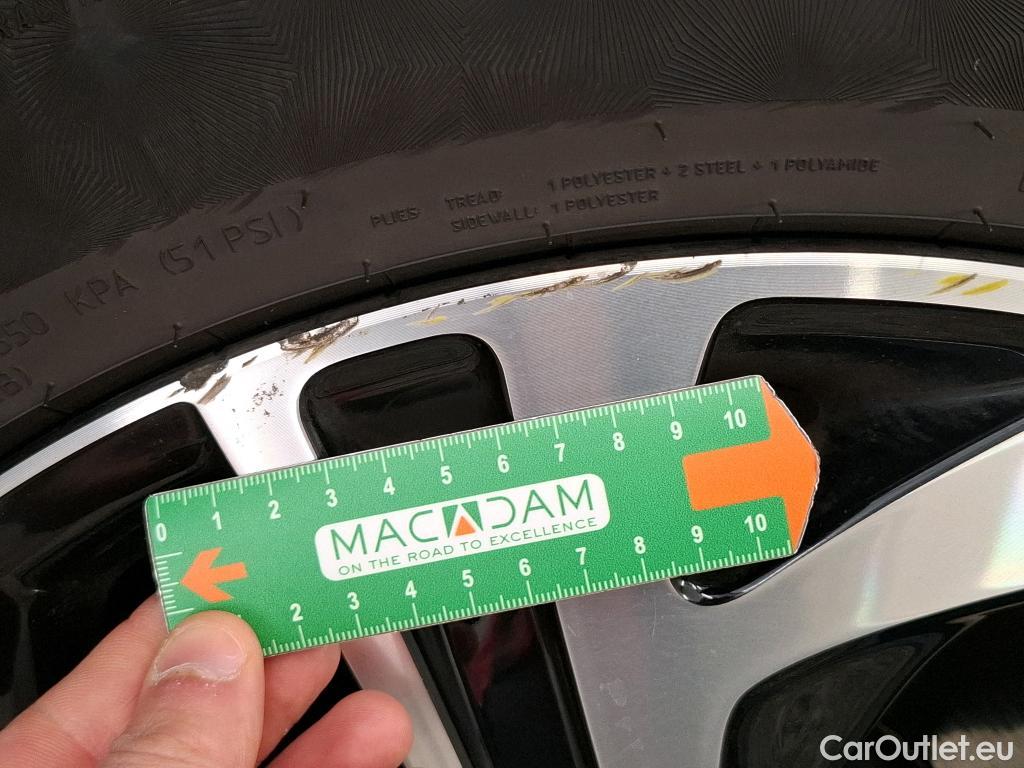 1 POLYESTER + 2 STEEL + 1 POLYAMIDE
PLIES: TREAD:
SIDEWALL: 1 POLYESTER
KPA (51 PSI)
0 1 2 3 4 5 6 7 8 9 10
MACADAM
ON THE ROAD TO EXCELLENCE
2 3 4 5 6 7 8 9 10
CarOutlet.eu